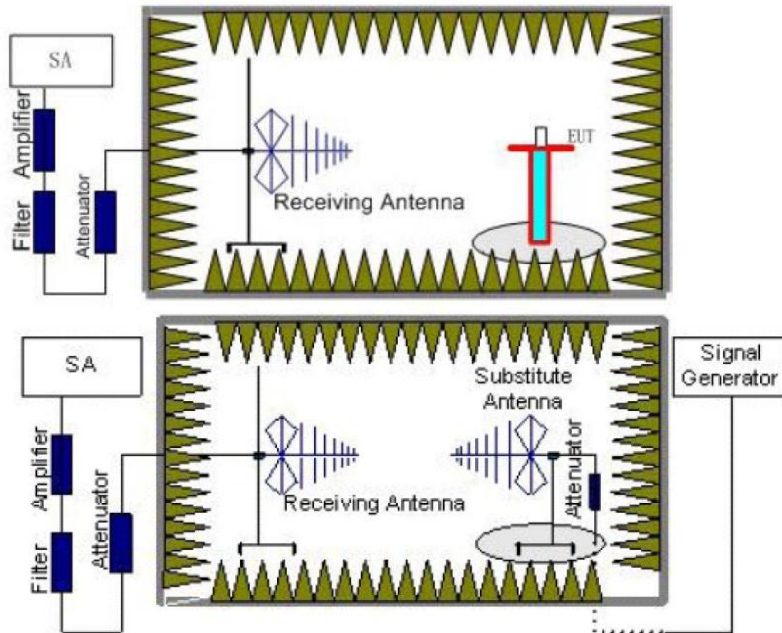 SA
Amplifier
Filter
Attenuator
Receiving Antenna
EUT
SA
Amplifier
Filter
Attenuator
Receiving Antenna
Substitute
Antenna
Attenuator
Signal
Generator